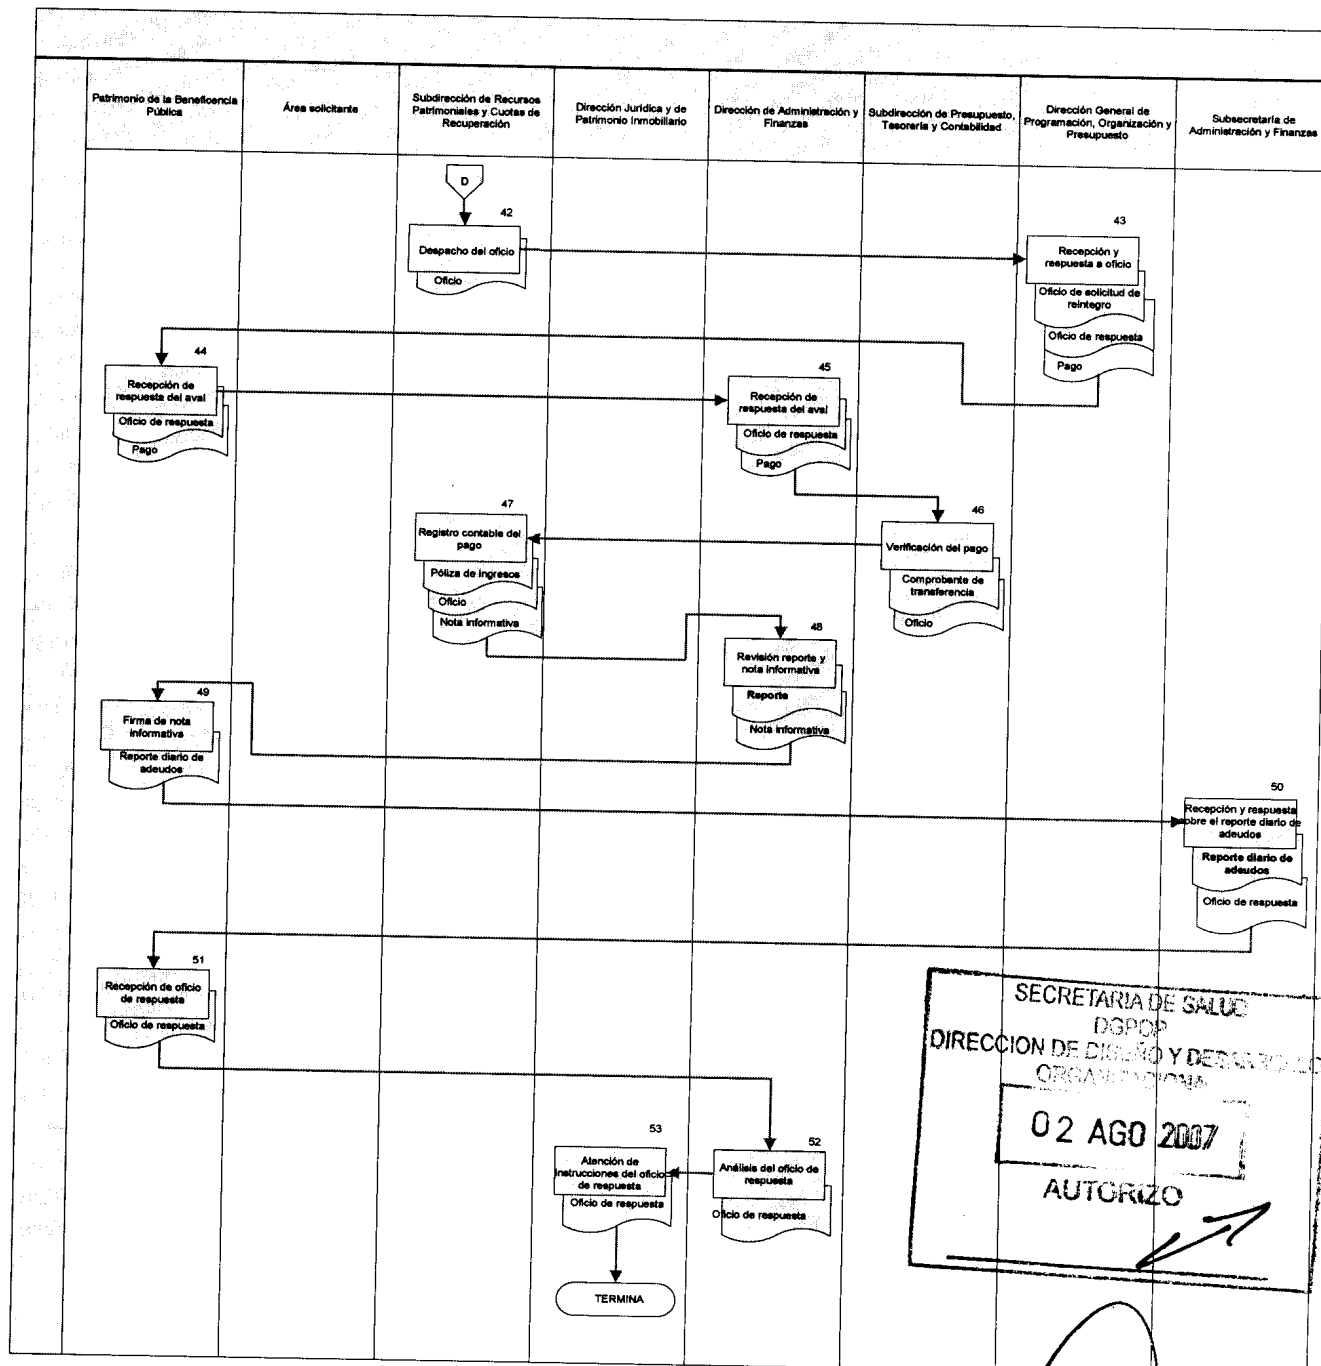 Patrimonio de la Beneficencia
Pública
Área solicitante
Subdirección de Recursos
Patrimoniales y Cuotas de
Recuperación
Dirección Jurídica y de
Patrimonio Inmobiliario
Dirección de Administración y
Finanzas
Subdirección de Presupuesto,
Tesorería y Contabilidad
Dirección General de
Programación, Organización y
Presupuesto
Subsecretaría de
Administración y Finanzas
D
42
Despacho del oficio
Oficio
43
Recepción y
respuesta a oficio
Oficio de solicitud de
reintegro
Oficio de respuesta
Pago
44
Recepción de
respuesta del aval
Oficio de respuesta
Pago
45
Recepción de
respuesta del aval
Oficio de respuesta
Pago
46
Verificación del pago
Comprobante de
transferencia
Oficio
47
Registro contable del
pago
Póliza de ingresos
Oficio
Nota informativa
48
Revisión reporte y
nota informativa
Reporte
Nota informativa
49
Firma de nota
informativa
Reporte diario de
adeudos
50
Recepción y respuesta
sobre el reporte diario de
adeudos
Reporte diario de
adeudos
Oficio de respuesta
51
Recepción de oficio
de respuesta
Oficio de respuesta
52
Análisis del oficio de
respuesta
Oficio de respuesta
53
Atención de
instrucciones del oficio
de respuesta
Oficio de respuesta
TERMINA
SECRETARIA DE SALUD
DGPOP
DIRECCION DE DISEÑO Y DESARROLLO
ORGANIZACIONAL
02 AGO 2007
AUTORIZO